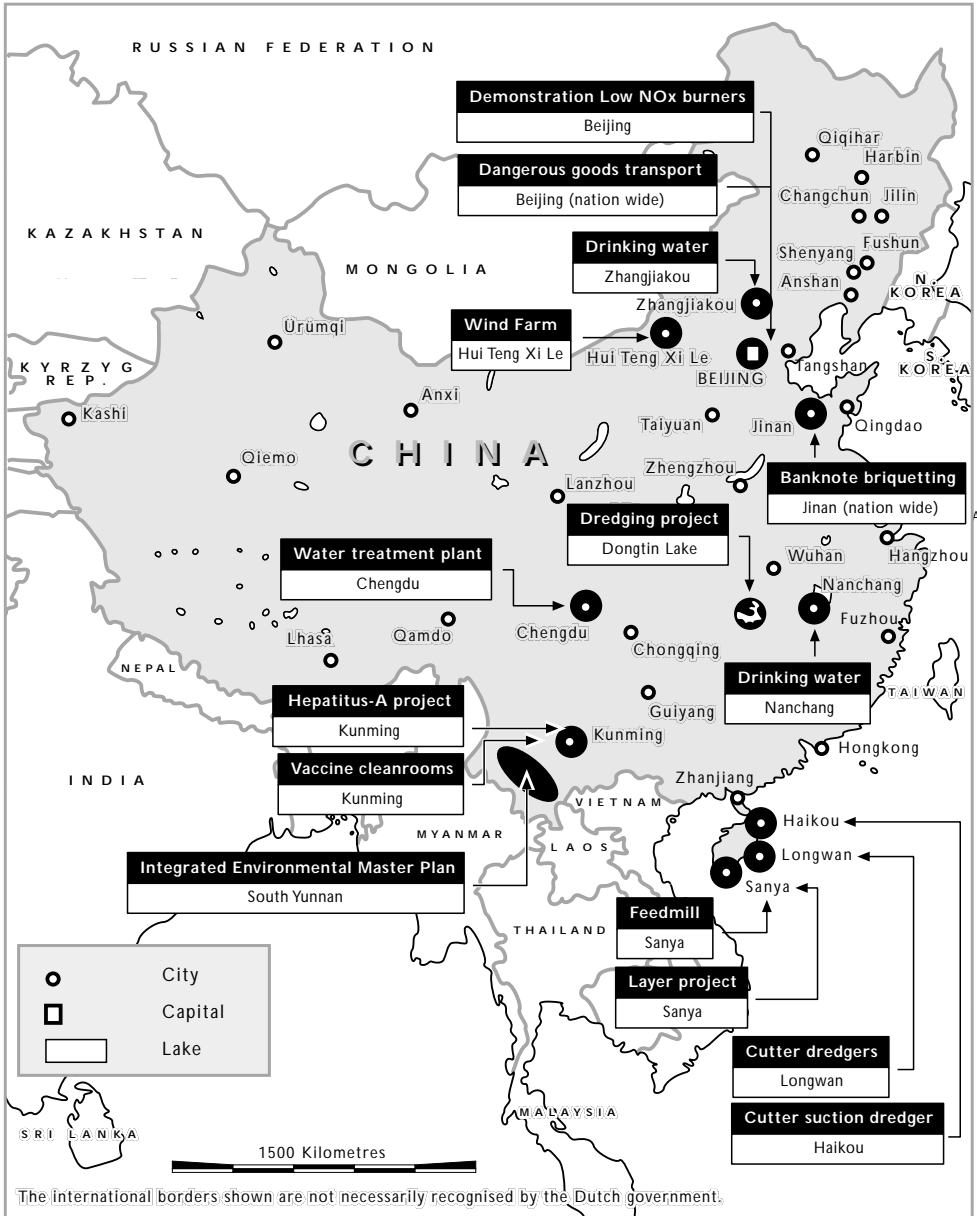 RUSSIAN FEDERATION
Demonstration Low NOx burners
Beijing
Qiqihar
Harbin
Dangerous goods transport
Beijing (nation wide)
Changchun
Jilin
KAZAKHSTAN
MONGOLIA
Drinking water
Zhangjiakou
Shenyang
Fushun
Anshan
N.
KOREA
Zhangjiakou
Ürümqi
Wind Farm
Hui Teng Xi Le
Hui Teng Xi Le
BEIJING
Tangshan
S.
KOREA
KYRZYG
REP.
Kashi
Anxi
Taiyuan
Jinan
Qingdao
CHINA
Qiemo
Lanzhou
Zhengzhou
Banknote briquetting
Jinan (nation wide)
Dredging project
Dongtin Lake
Water treatment plant
Chengdu
Wuhan
Hangzhou
Nanchang
Lhasa
Qamdo
Chengdu
Chongqing
Fuzhou
NEPAL
Drinking water
Nanchang
TAIWAN
Hepatitus-A project
Kunming
Guiyang
Kunming
Hongkong
INDIA
Vaccine cleanrooms
Kunming
Zhanjiang
VIETNAM
MYANMAR
LAOS
Haikou
Longwan
Integrated Environmental Master Plan
South Yunnan
Sanya
THAILAND
Feedmill
Sanya
Layer project
Sanya
City
Capital
Lake
Cutter dredgers
Longwan
Cutter suction dredger
Haikou
MALAYSIA
SRI LANKA
1500 Kilometres
The international borders shown are not necessarily recognised by the Dutch government.